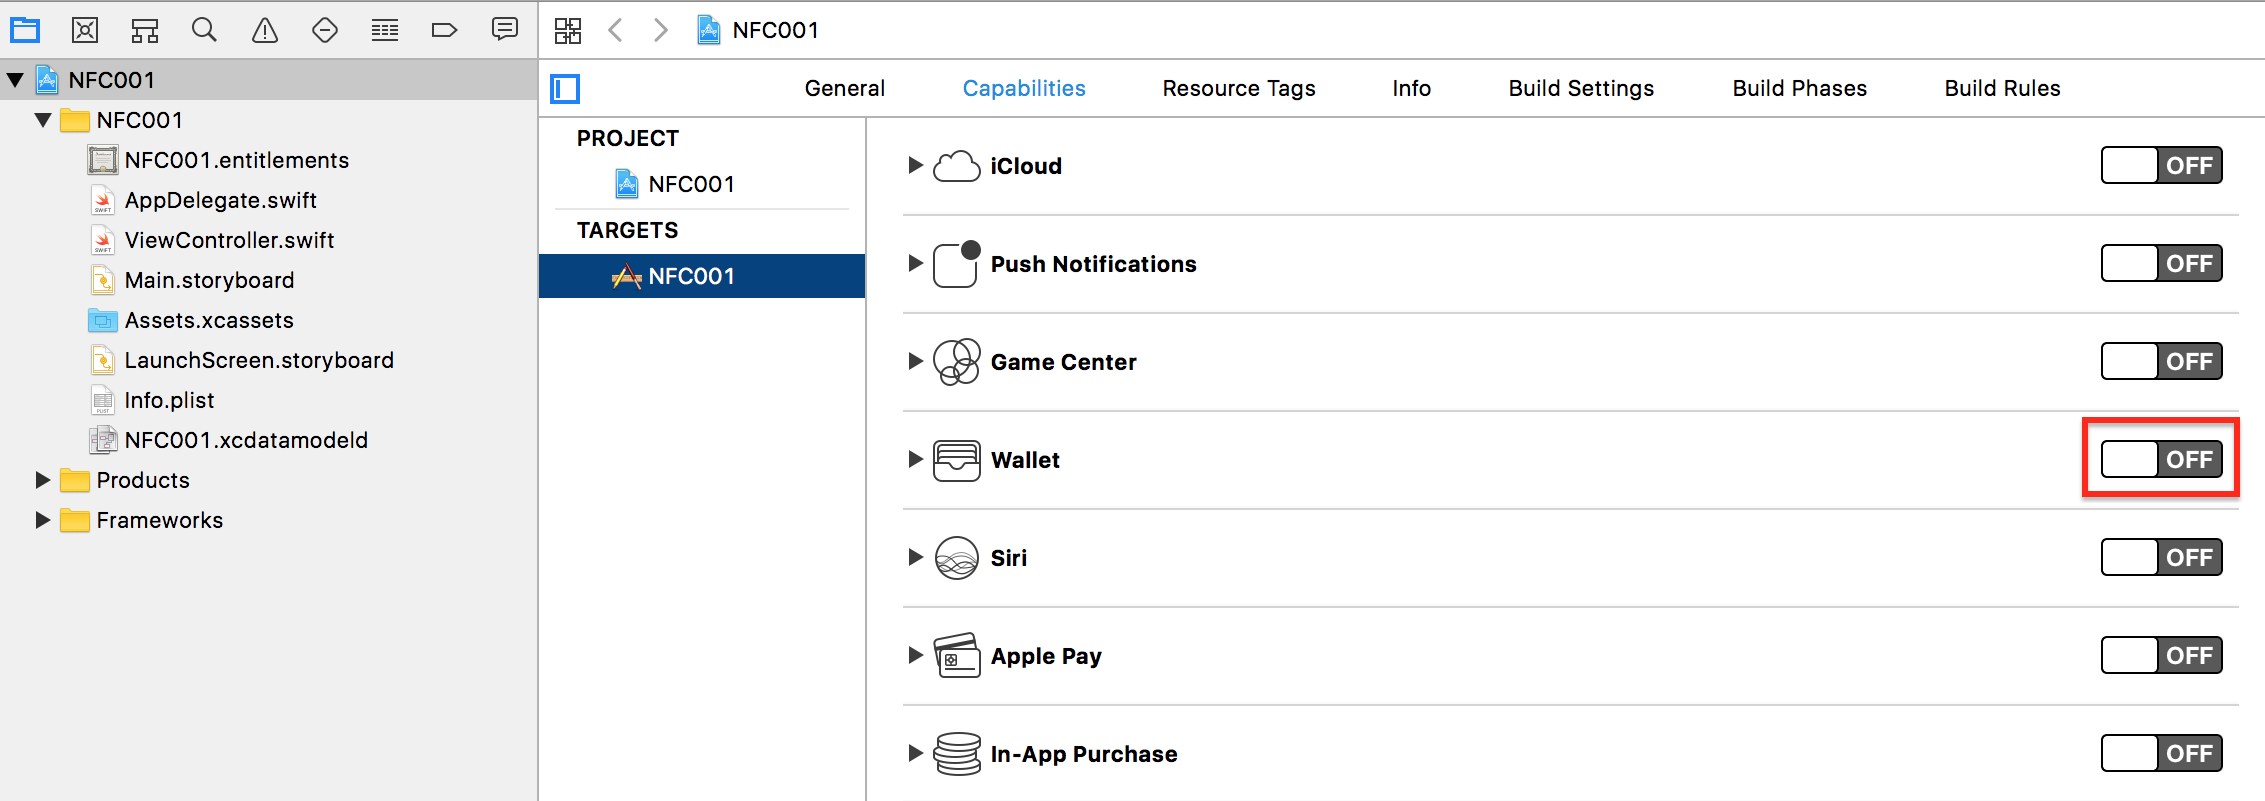 NFC001
NFC001
General Capabilities Resource Tags Info Build Settings Build Phases Build Rules
NFC001
NFC001.entitlements
AppDelegate.swift
ViewController.swift
Main.storyboard
Assets.xcassets
LaunchScreen.storyboard
Info.plist
NFC001.xcdatamodeld
Products
Frameworks
PROJECT
NFC001
TARGETS
NFC001
iCloud OFF
Push Notifications OFF
Game Center OFF
Wallet OFF
Siri OFF
Apple Pay OFF
In-App Purchase OFF